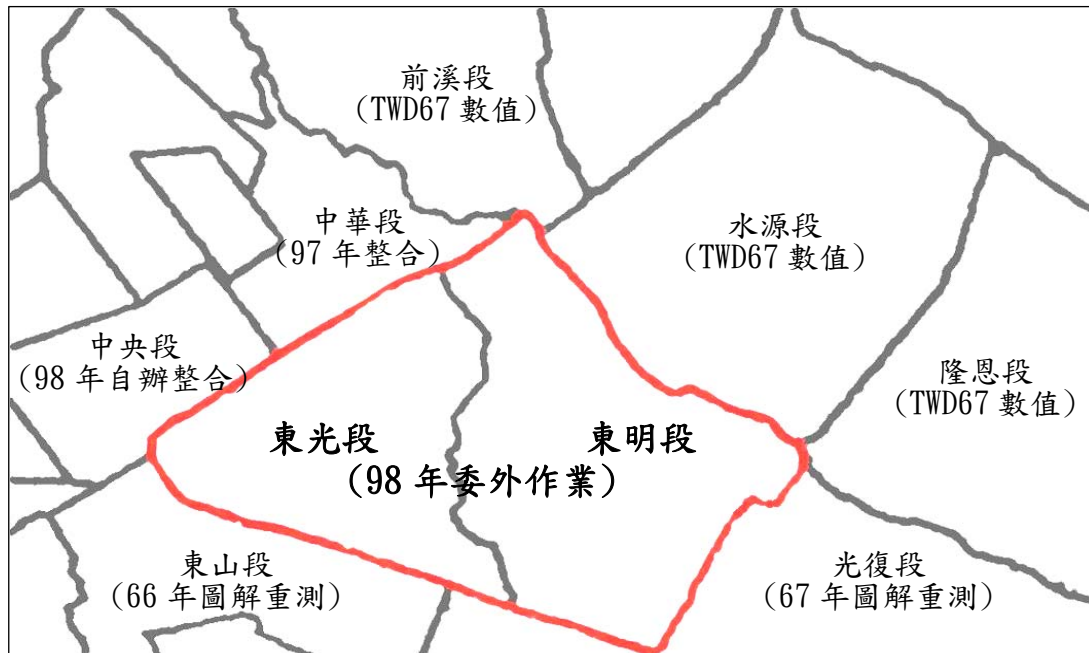 前溪段
(TWD67 數值)
中華段
(97 年整合)
水源段
(TWD67 數值)
中央段
(98 年自辦整合)
隆恩段
(TWD67 數值)
東光段
東明段
(98 年委外作業)
東山段
(66 年圖解重測)
光復段
(67 年圖解重測)